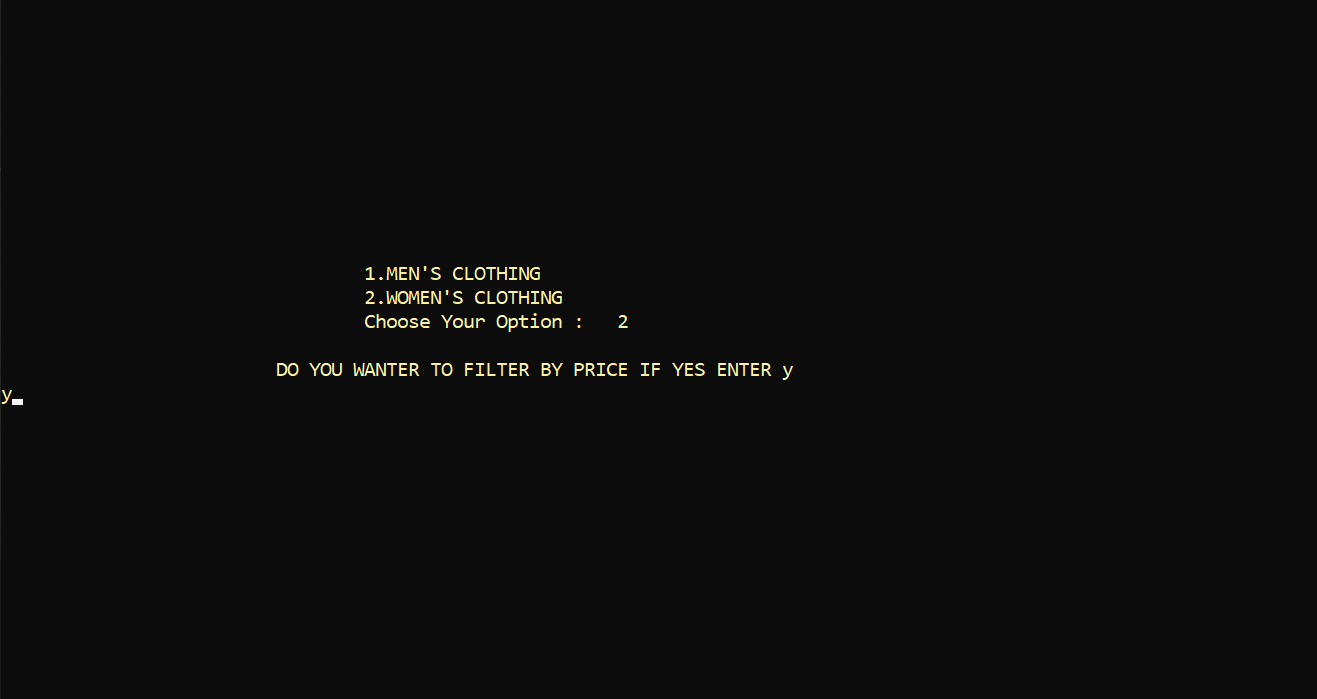 1.MEN'S CLOTHING
2.WOMEN'S CLOTHING
Choose Your Option :   2
DO YOU WANTER TO FILTER BY PRICE IF YES ENTER y
y